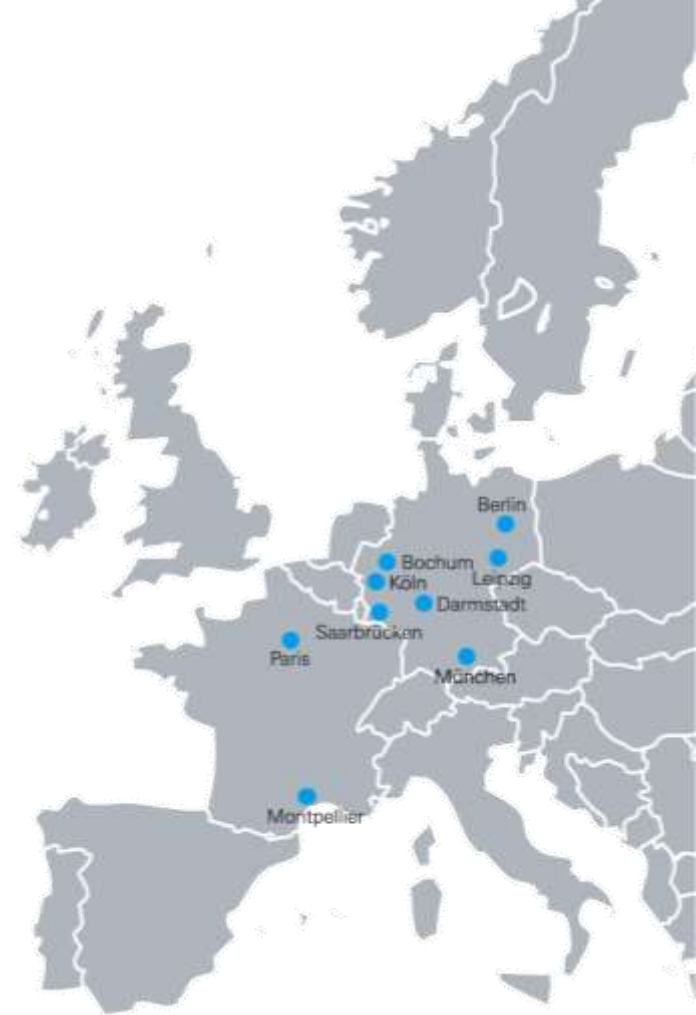 Berlin
Bochum
Leipzig
Köln
Darmstadt
Saarbrücken
Paris
München
Montpellier